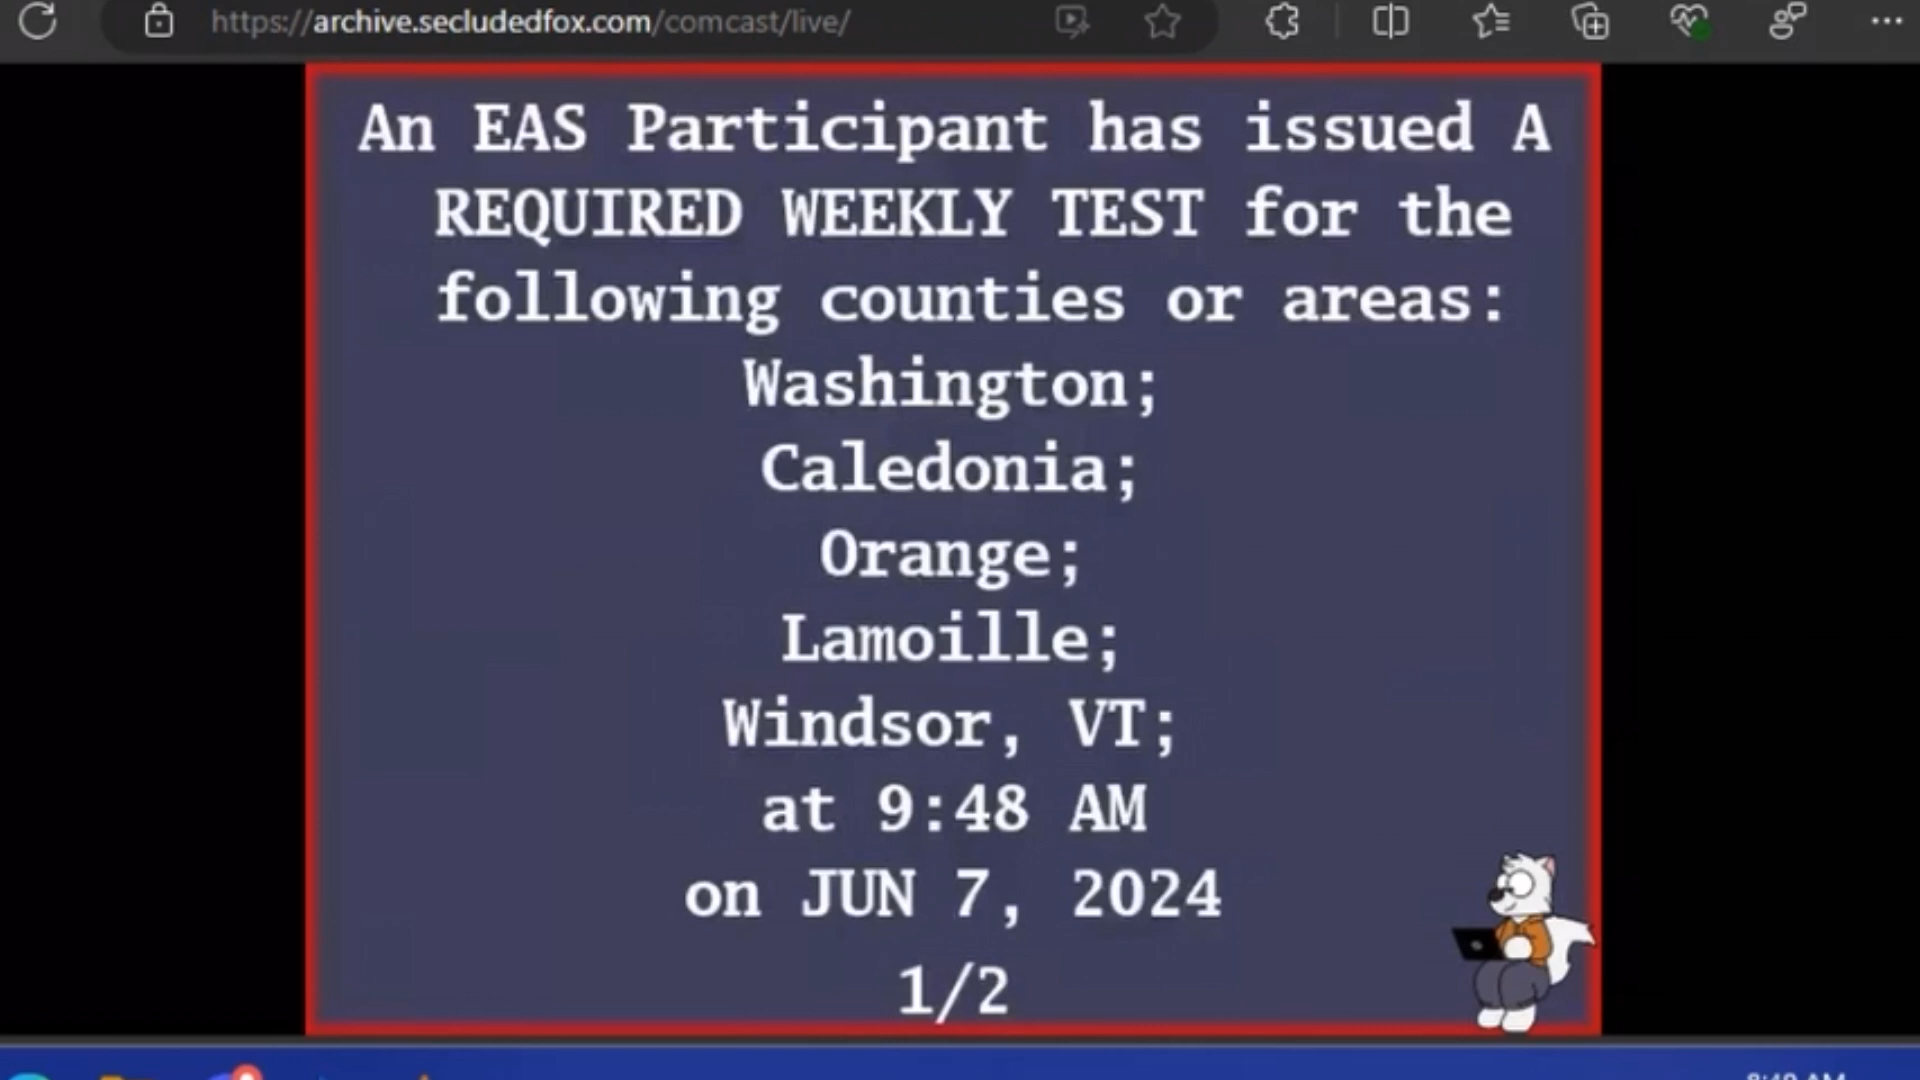 https://archive.secludedfox.com/comcast/live/
An EAS Participant has issued A
REQUIRED WEEKLY TEST for the
following counties or areas:
Washington;
Caledonia;
Orange;
Lamoille;
Windsor, VT;
at 9:48 AM
on JUN 7, 2024
1/2